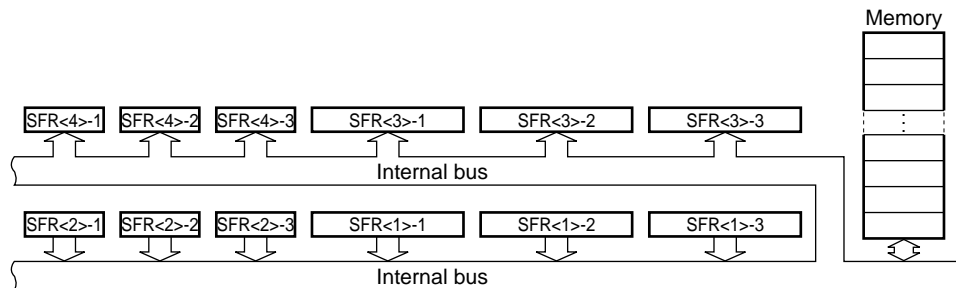 Memory
SFR<4>-1 SFR<4>-2 SFR<4>-3 SFR<3>-1 SFR<3>-2 SFR<3>-3
Internal bus
SFR<2>-1 SFR<2>-2 SFR<2>-3 SFR<1>-1 SFR<1>-2 SFR<1>-3
Internal bus